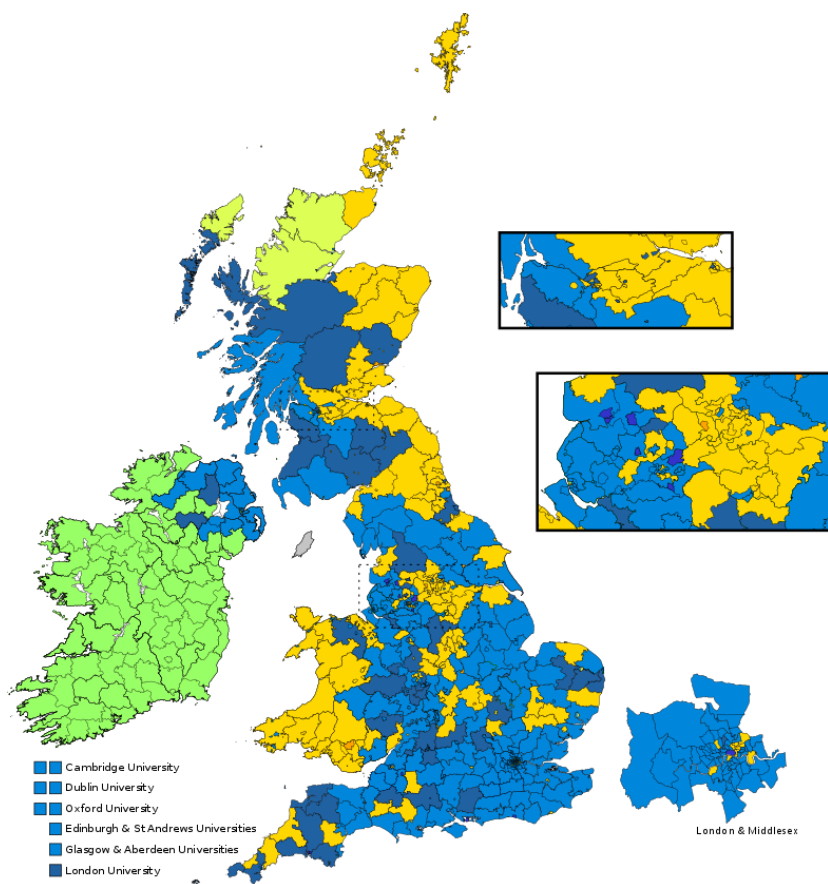 Cambridge University
Dublin University
Oxford University
Edinburgh & St Andrews Universities
Glasgow & Aberdeen Universities
London University
London & Middlesex